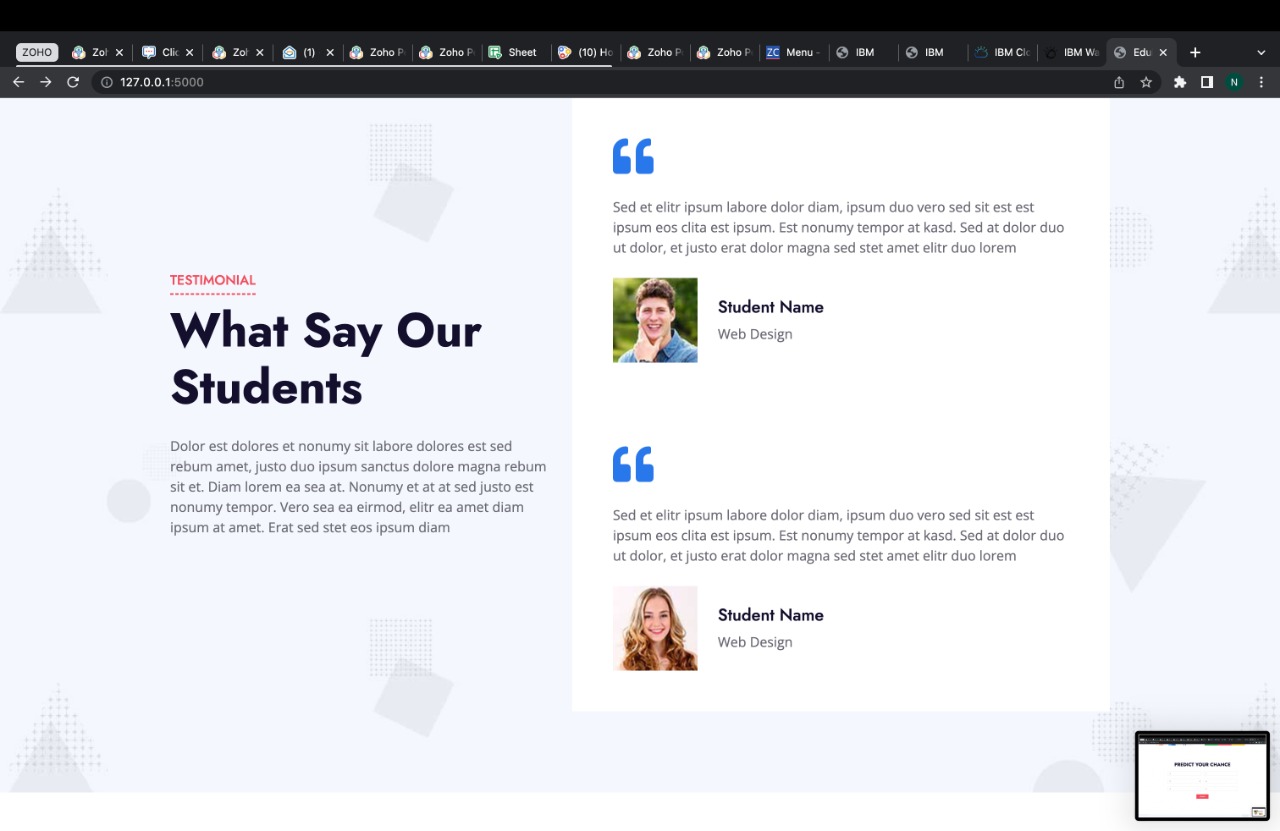 ZOHO
Zoh
Clic
Zoh
(1)
Zoho P
Zoho P
Sheet
(10) Ho
Zoho P
Zoho P
ZC Menu -
IBM
IBM
IBM Clo
IBM Wa
Edu
127.0.0.1:5000
N
TESTIMONIAL
What Say Our
Students
Dolor est dolores et nonumy sit labore dolores est sed
rebum amet, justo duo ipsum sanctus dolore magna rebum
sit et. Diam lorem ea sea at. Nonumy et at at sed justo est
nonumy tempor. Vero sea ea eirmod, elitr ea amet diam
ipsum at amet. Erat sed stet eos ipsum diam
Sed et elitr ipsum labore dolor diam, ipsum duo vero sed sit est est
ipsum eos clita est ipsum. Est nonumy tempor at kasd. Sed at dolor duo
ut dolor, et justo erat dolor magna sed stet amet elitr duo lorem
Student Name
Web Design
Sed et elitr ipsum labore dolor diam, ipsum duo vero sed sit est est
ipsum eos clita est ipsum. Est nonumy tempor at kasd. Sed at dolor duo
ut dolor, et justo erat dolor magna sed stet amet elitr duo lorem
Student Name
Web Design
PREDICT YOUR CHANCE